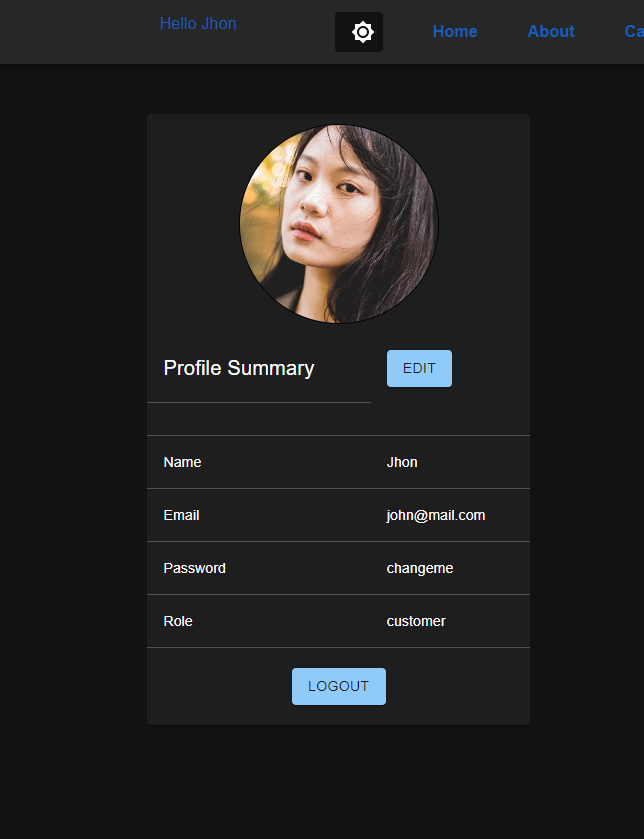 Hello Jhon
Home About Ca
Profile Summary EDIT
Name Jhon
Email john@mail.com
Password changeme
Role customer
LOGOUT